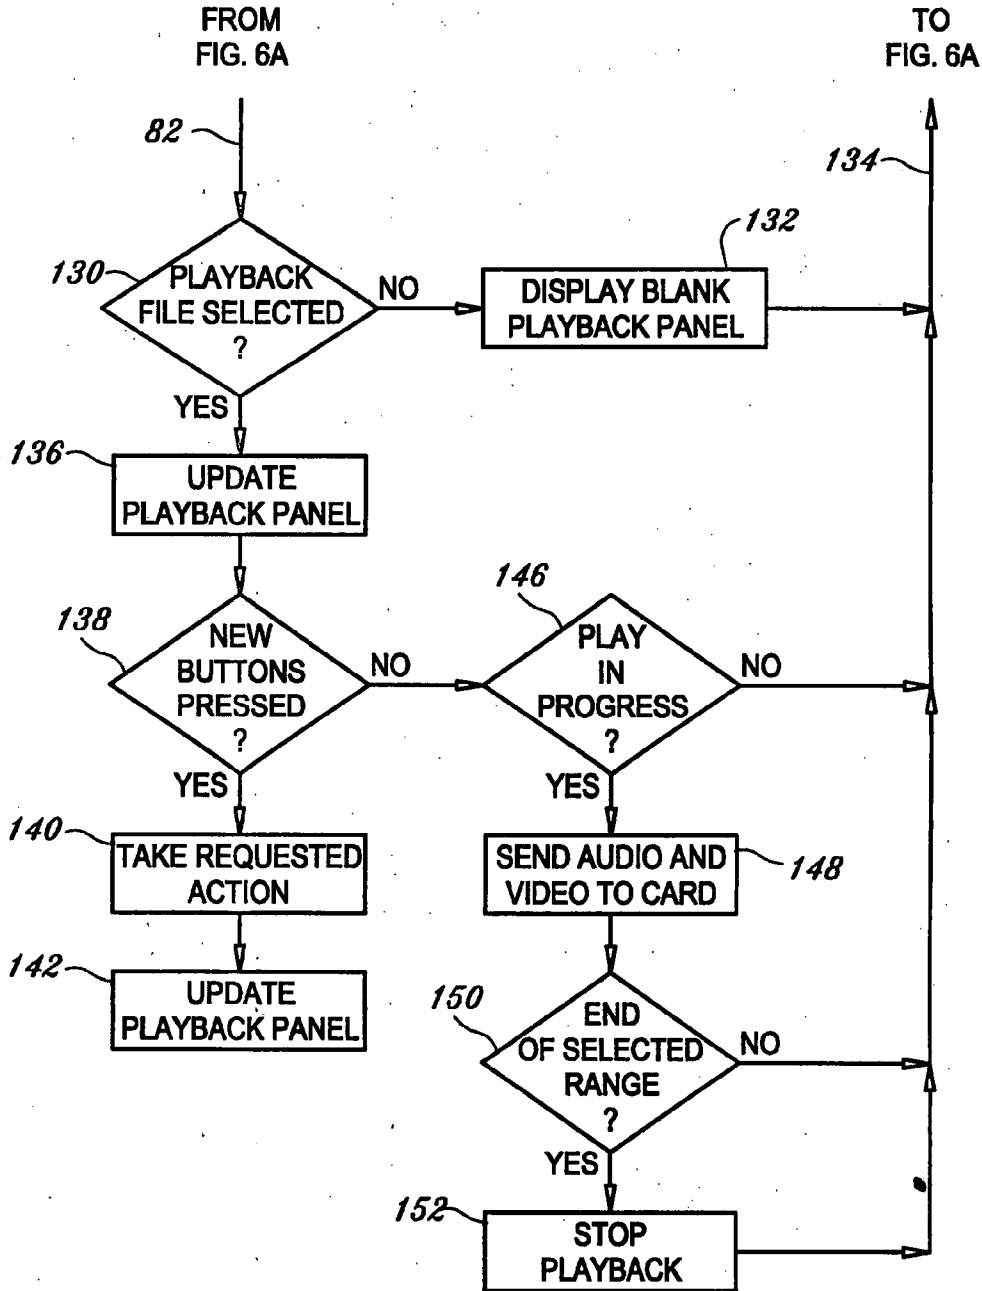 FROM
FIG. 6A
TO
FIG. 6A
82
134
132
130
PLAYBACK
FILE SELECTED
?
NO
DISPLAY BLANK
PLAYBACK PANEL
YES
136
UPDATE
PLAYBACK PANEL
146
138
NEW
BUTTONS
PRESSED
?
NO
PLAY
IN
PROGRESS
?
NO
YES
YES
140
TAKE REQUESTED
ACTION
SEND AUDIO AND
VIDEO TO CARD
148
142
UPDATE
PLAYBACK PANEL
150
END
OF SELECTED
RANGE
?
NO
YES
152
STOP
PLAYBACK